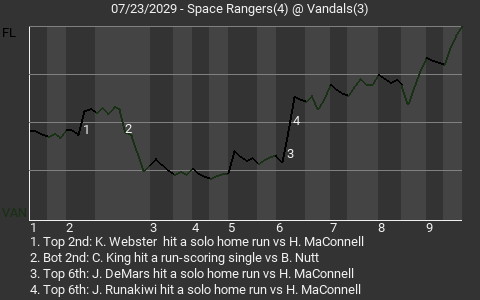 07/23/2029 - Space Rangers(4) @ Vandals(3)
FL
1
2
4
3
VAN
1 2 3 4 5 6 7 8 9
1. Top 2nd: K. Webster hit a solo home run vs H. MaConnell
2. Bot 2nd: C. King hit a run-scoring single vs B. Nutt
3. Top 6th: J. DeMars hit a solo home run vs H. MaConnell
4. Top 6th: J. Runakiwi hit a solo home run vs H. MaConnell